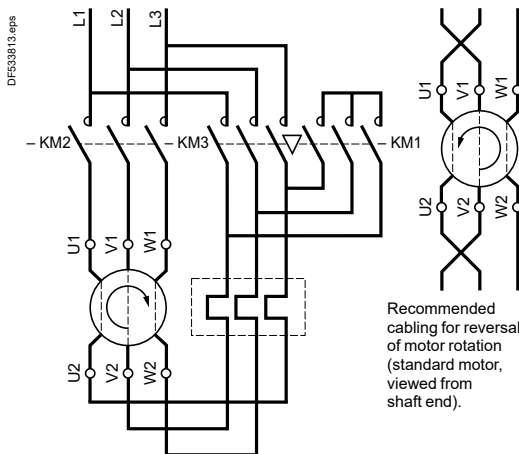 DF533813.eps
L1
L2
L3
KM2
KM3
KM1
U1
V1
W1
U2
V2
W2
U1
V1
W1
U2
V2
W2
Recommended
cabling for reversal
of motor rotation
(standard motor,
viewed from
shaft end).